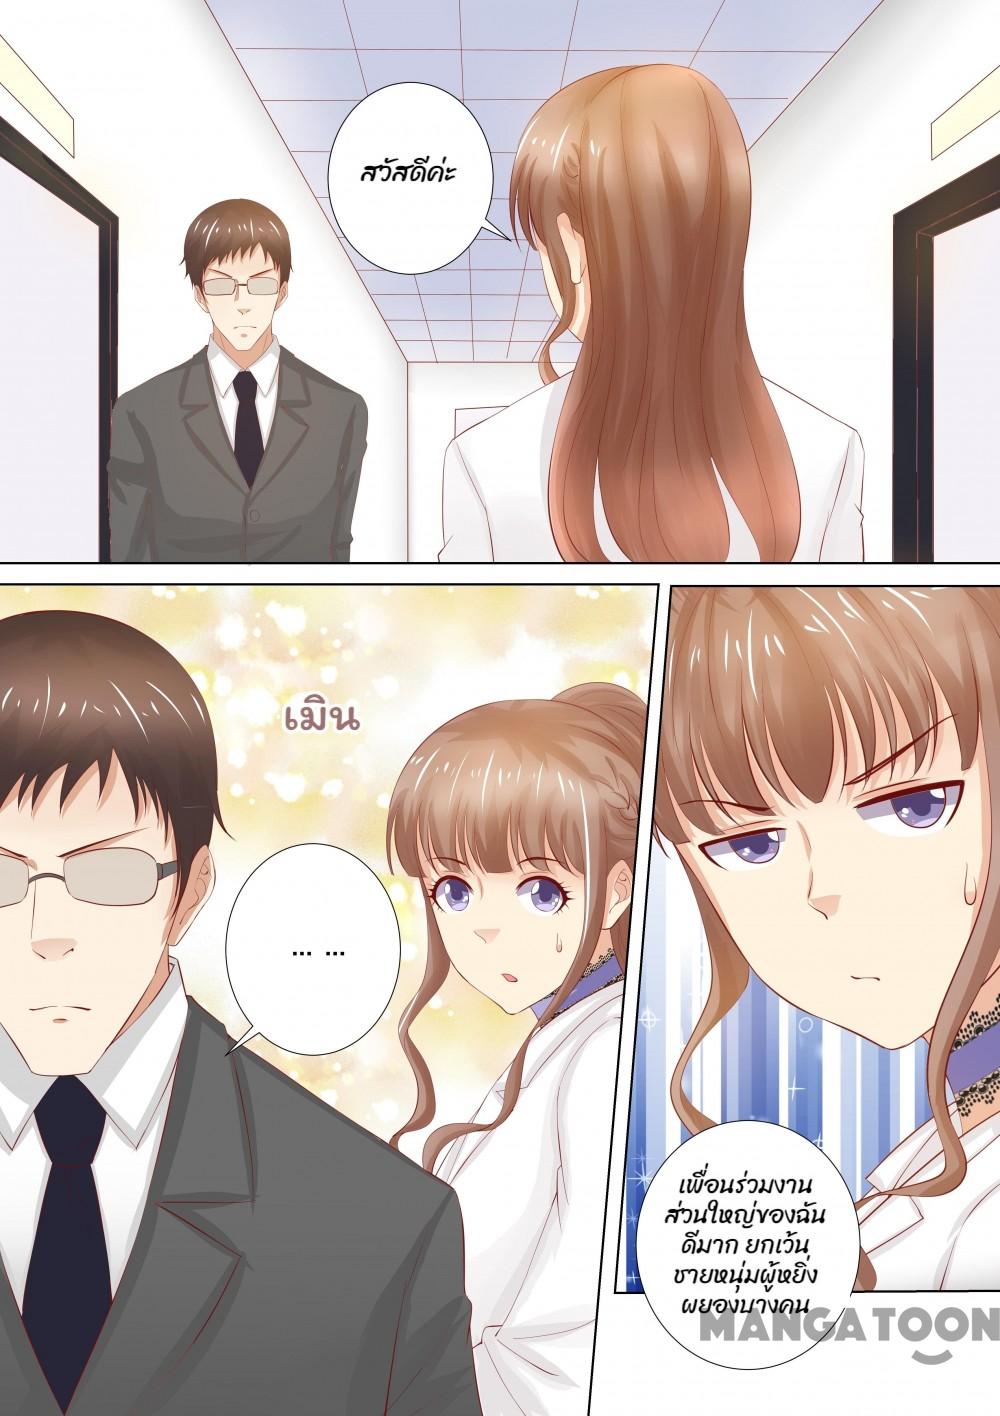 สวัสดีค่ะ
เมิน
... ...
เพื่อนร่วมงาน
ส่วนใหญ่ของฉัน
ดีมาก ยกเว้น
ชายหนุ่มผู้หยิ่ง
ผยองบางคน
MANGATOON